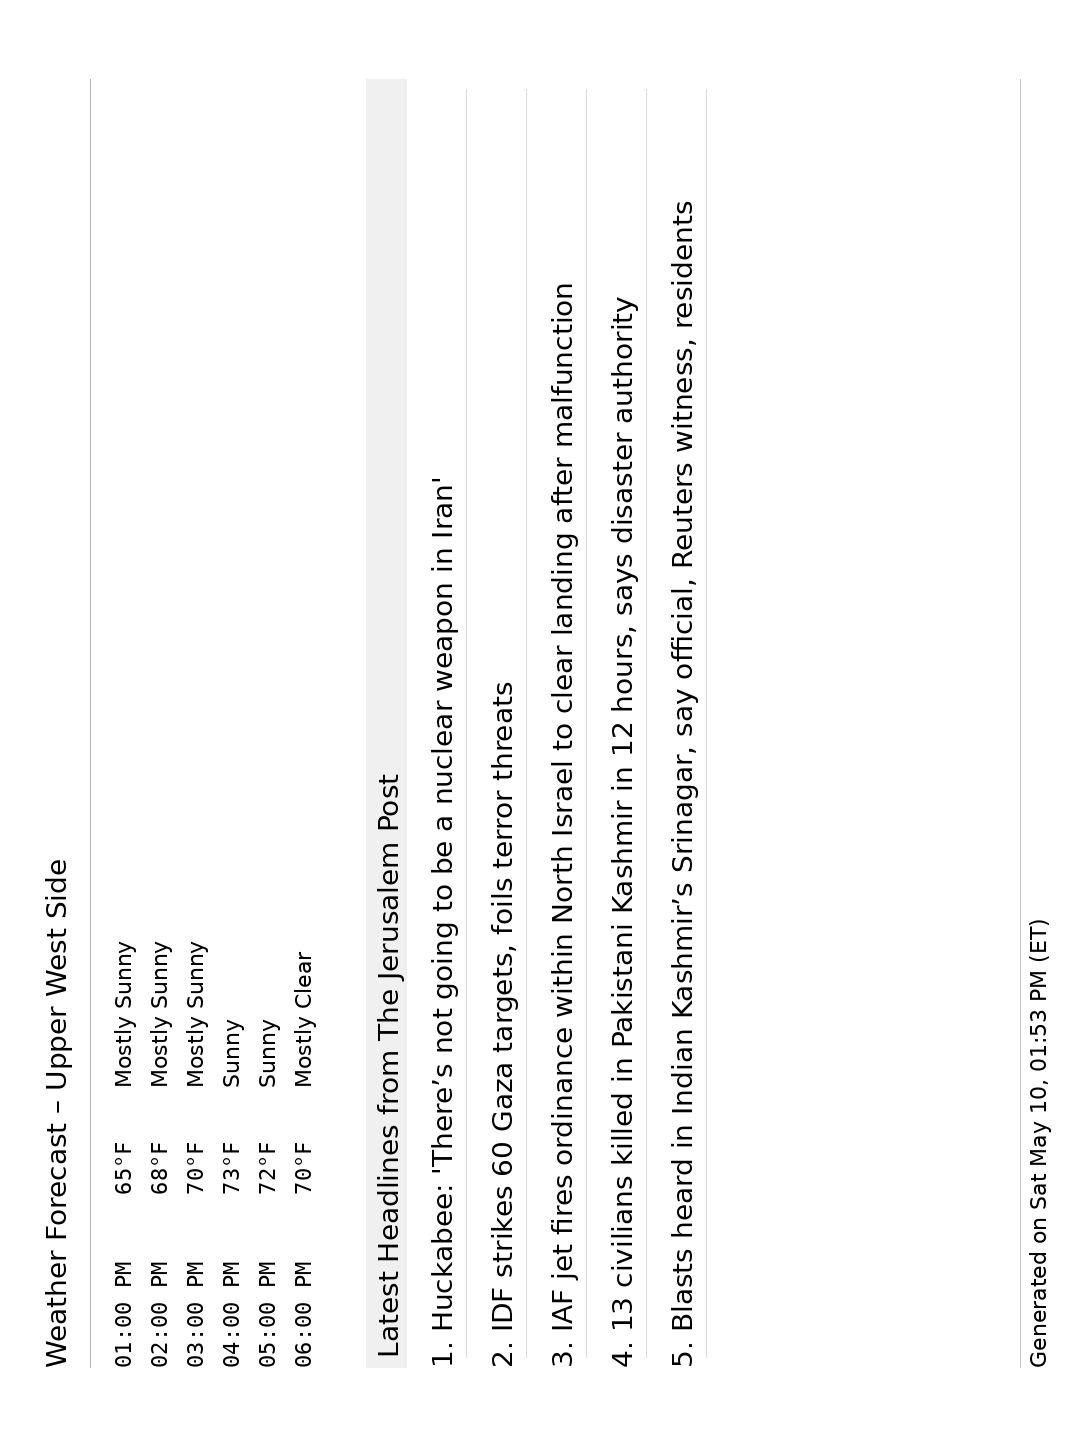 Weather Forecast – Upper West Side
01:00 PM 65°F Mostly Sunny
02:00 PM 68°F Mostly Sunny
03:00 PM 70°F Mostly Sunny
04:00 PM 73°F Sunny
05:00 PM 72°F Sunny
06:00 PM 70°F Mostly Clear
Latest Headlines from The Jerusalem Post
1. Huckabee: 'There’s not going to be a nuclear weapon in Iran'
2. IDF strikes 60 Gaza targets, foils terror threats
3. IAF jet fires ordinance within North Israel to clear landing after malfunction
4. 13 civilians killed in Pakistani Kashmir in 12 hours, says disaster authority
5. Blasts heard in Indian Kashmir’s Srinagar, say official, Reuters witness, residents
Generated on Sat May 10, 01:53 PM (ET)